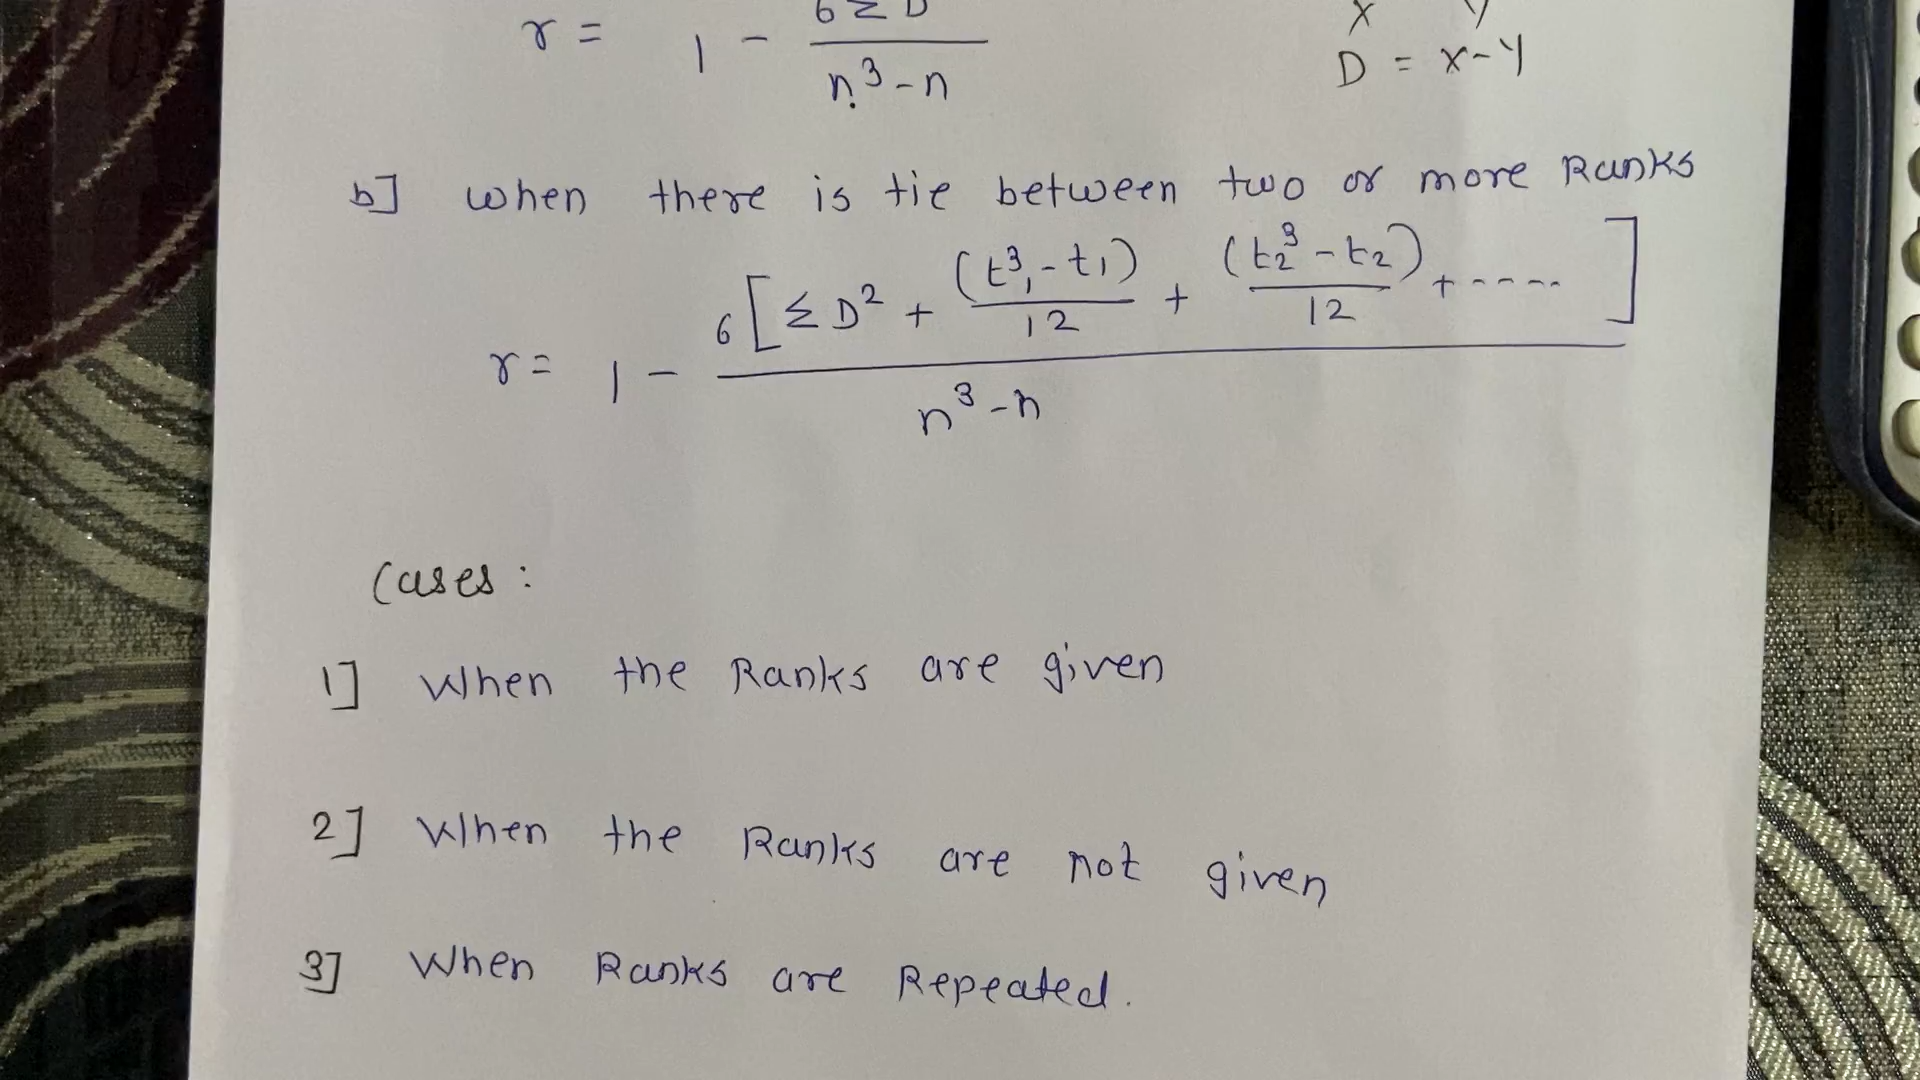 r = 1 - 6ΣD / n³-n
X Y
D = X-Y
b] when there is tie between two or more Ranks
r = 1 - 6[ΣD² + (t₁³-t₁)/12 + (t₂³-t₂)/12 + -----] / n³-n
Cases :
1] When the Ranks are given
2] When the Ranks are not given
3] When Ranks are Repeated.